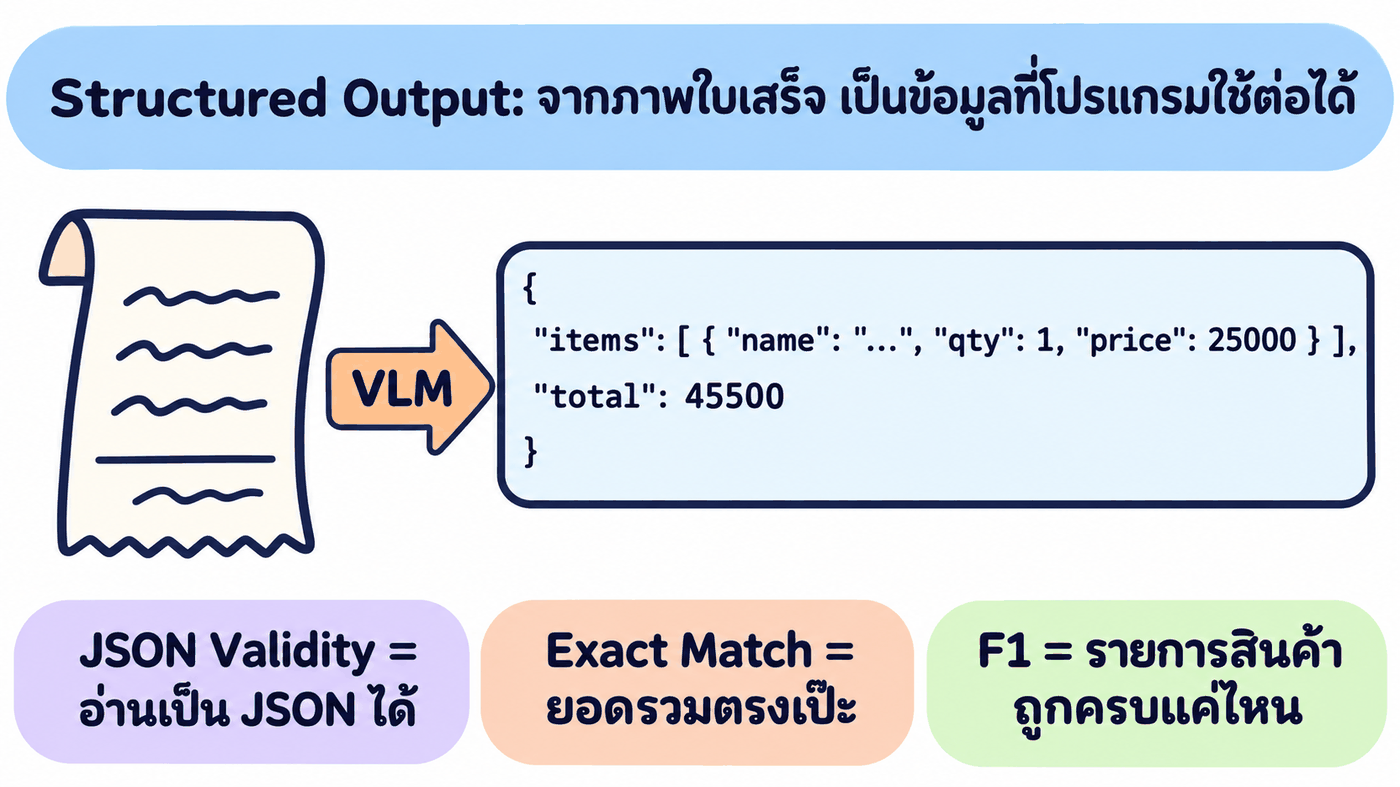 Structured Output: จากภาพใบเสร็จ เป็นข้อมูลที่โปรแกรมใช้ต่อได้
VLM
{
"items": [ { "name": "...", "qty": 1, "price": 25000 } ],
"total": 45500
}
JSON Validity =
อ่านเป็น JSON ได้
Exact Match =
ยอดรวมตรงเป๊ะ
F1 = รายการสินค้า
ถูกครบแค่ไหน